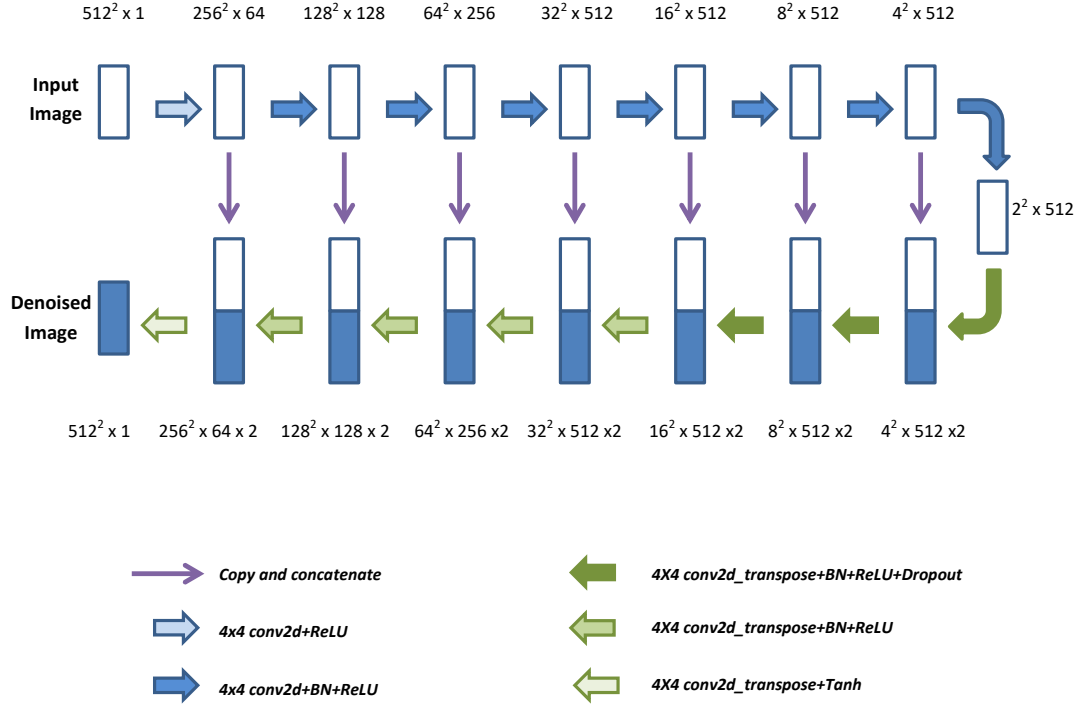 512² x 1 256² x 64 128² x 128 64² x 256 32² x 512 16² x 512 8² x 512 4² x 512
Input
Image
2² x 512
Denoised
Image
512² x 1 256² x 64 x 2 128² x 128 x 2 64² x 256 x2 32² x 512 x2 16² x 512 x2 8² x 512 x2 4² x 512 x2
Copy and concatenate
4x4 conv2d+ReLU
4x4 conv2d+BN+ReLU
4X4 conv2d_transpose+BN+ReLU+Dropout
4X4 conv2d_transpose+BN+ReLU
4X4 conv2d_transpose+Tanh